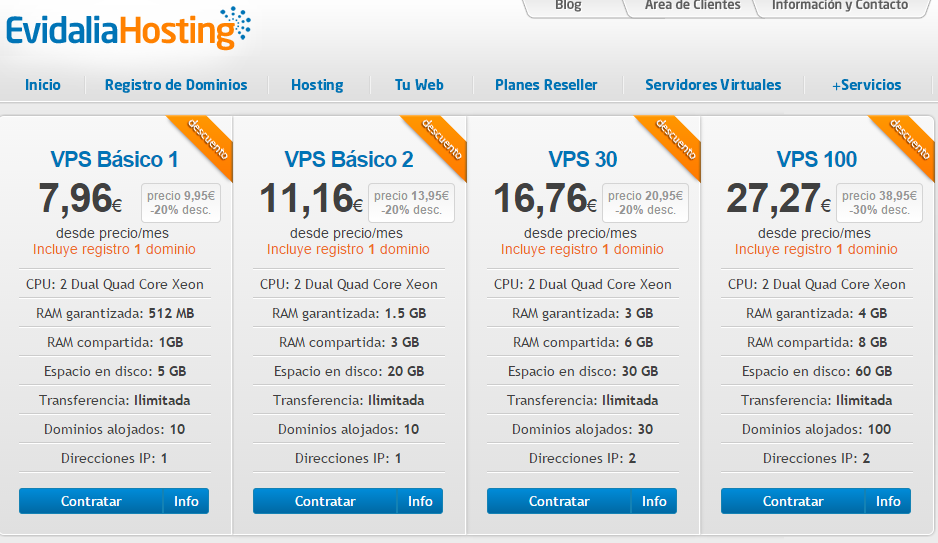 Blog
Área de Clientes
Información y Contacto
EvidaliaHosting
Inicio
Registro de Dominios
Hosting
Tu Web
Planes Reseller
Servidores Virtuales
+Servicios
descuento
VPS Básico 1
7,96€
precio 9,95€
-20% desc.
desde precio/mes
Incluye registro 1 dominio
CPU: 2 Dual Quad Core Xeon
RAM garantizada: 512 MB
RAM compartida: 1GB
Espacio en disco: 5 GB
Transferencia: Ilimitada
Dominios alojados: 10
Direcciones IP: 1
Contratar
Info
descuento
VPS Básico 2
11,16€
precio 13,95€
-20% desc.
desde precio/mes
Incluye registro 1 dominio
CPU: 2 Dual Quad Core Xeon
RAM garantizada: 1.5 GB
RAM compartida: 3 GB
Espacio en disco: 20 GB
Transferencia: Ilimitada
Dominios alojados: 10
Direcciones IP: 1
Contratar
Info
descuento
VPS 30
16,76€
precio 20,95€
-20% desc.
desde precio/mes
Incluye registro 1 dominio
CPU: 2 Dual Quad Core Xeon
RAM garantizada: 3 GB
RAM compartida: 6 GB
Espacio en disco: 30 GB
Transferencia: Ilimitada
Dominios alojados: 30
Direcciones IP: 2
Contratar
Info
descuento
VPS 100
27,27€
precio 38,95€
-30% desc.
desde precio/mes
Incluye registro 1 dominio
CPU: 2 Dual Quad Core Xeon
RAM garantizada: 4 GB
RAM compartida: 8 GB
Espacio en disco: 60 GB
Transferencia: Ilimitada
Dominios alojados: 100
Direcciones IP: 2
Contratar
Info